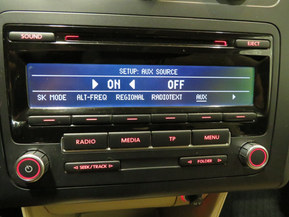 SOUND
EJECT
SETUP: AUX SOURCE
ON OFF
SK MODE ALT-FREQ REGIONAL RADIOTEXT AUX
RADIO MEDIA TP MENU
SEEK/TRACK FOLDER